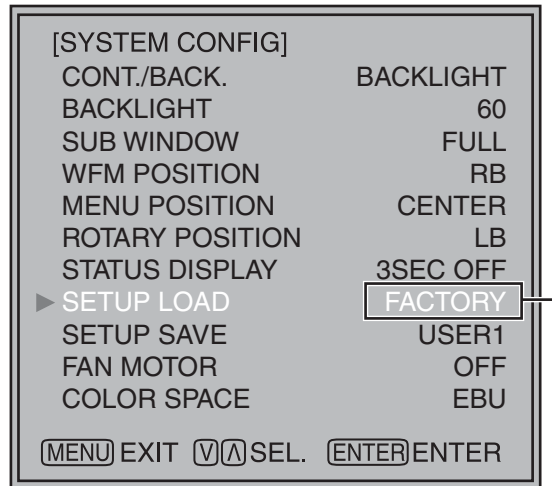 [SYSTEM CONFIG]
CONT./BACK. BACKLIGHT
BACKLIGHT 60
SUB WINDOW FULL
WFM POSITION RB
MENU POSITION CENTER
ROTARY POSITION LB
STATUS DISPLAY 3SEC OFF
▶ SETUP LOAD FACTORY
SETUP SAVE USER1
FAN MOTOR OFF
COLOR SPACE EBU
MENU EXIT V Λ SEL. ENTER ENTER